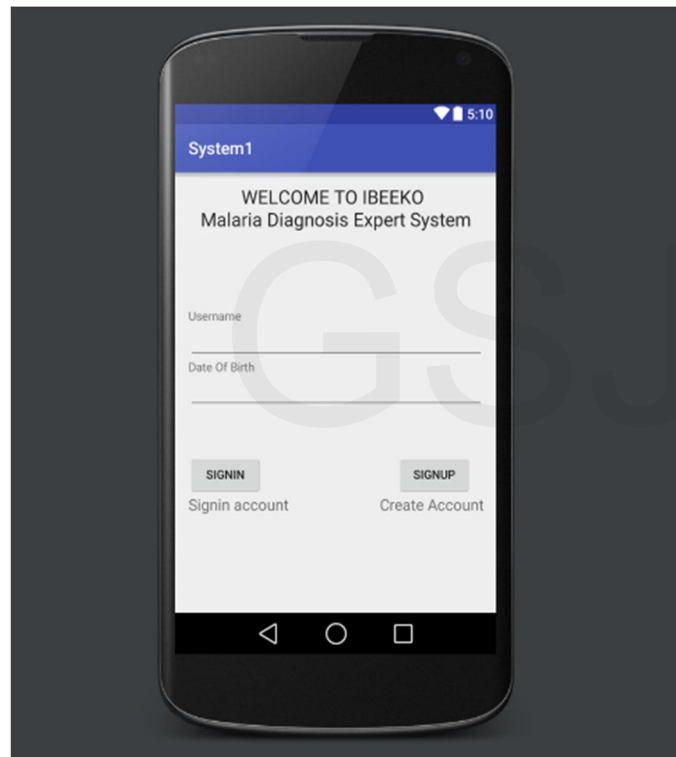 5:10
System1
WELCOME TO IBEEKO
Malaria Diagnosis Expert System
Username
Date Of Birth
SIGNIN
SIGNUP
Signin account
Create Account
GSJ